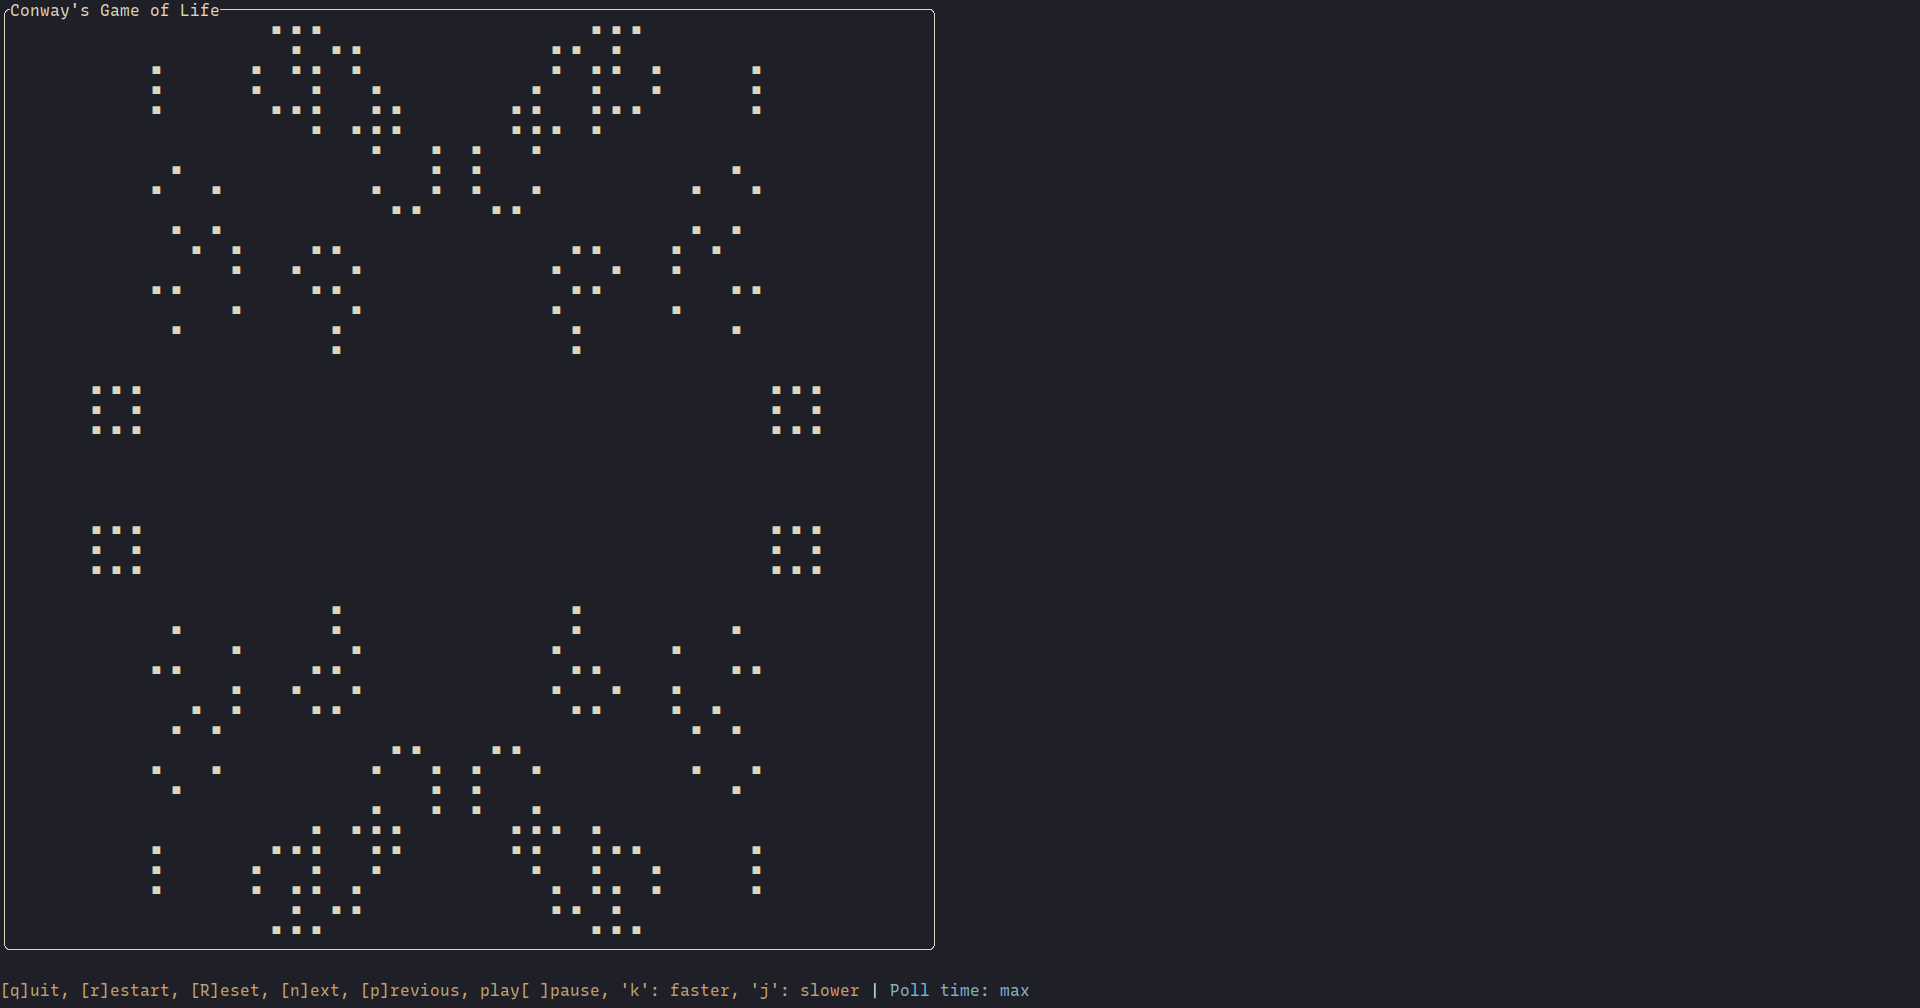 Conway's Game of Life
[q]uit, [r]estart, [R]eset, [n]ext, [p]revious, play[ ]pause, 'k': faster, 'j': slower | Poll time: max